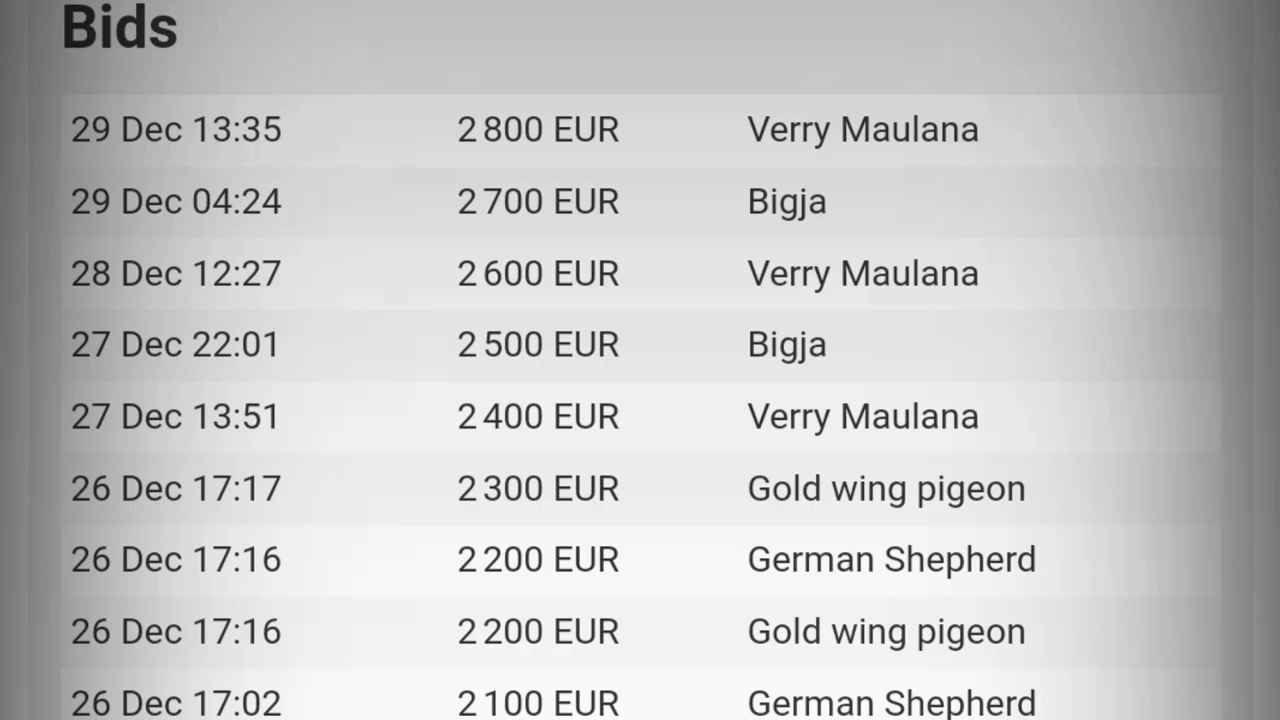 Bids
29 Dec 13:35 2 800 EUR Verry Maulana
29 Dec 04:24 2 700 EUR Bigja
28 Dec 12:27 2 600 EUR Verry Maulana
27 Dec 22:01 2 500 EUR Bigja
27 Dec 13:51 2 400 EUR Verry Maulana
26 Dec 17:17 2 300 EUR Gold wing pigeon
26 Dec 17:16 2 200 EUR German Shepherd
26 Dec 17:16 2 200 EUR Gold wing pigeon
26 Dec 17:02 2 100 EUR German Shepherd